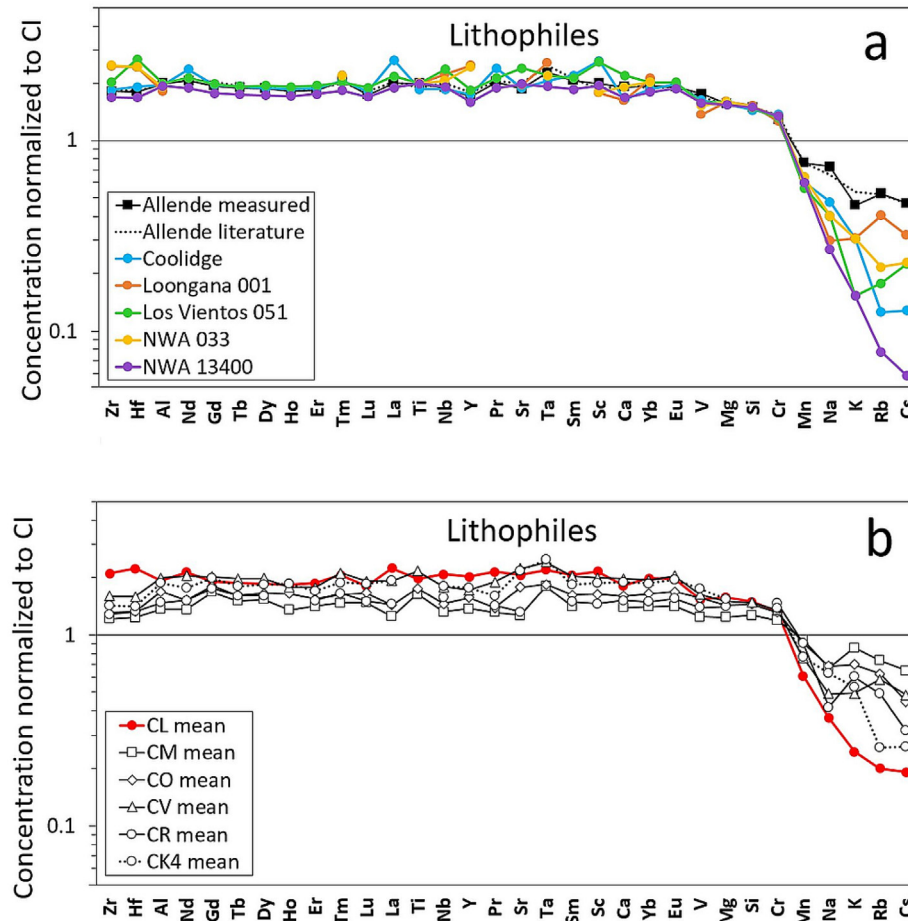 Lithophiles
a
Concentration normalized to CI
1
0.1
Allende measured
Allende literature
Coolidge
Loongana 001
Los Vientos 051
NWA 033
NWA 13400
Zr Hf Al Nd Gd Tb Dy Ho Er Tm Lu La Ti Nb Y Pr Sr Ta Sm Sc Ca Yb Eu V Mg Si Cr Mn Na K Rb Cs
Lithophiles
b
Concentration normalized to CI
1
0.1
CL mean
CM mean
CO mean
CV mean
CR mean
CK4 mean
Zr Hf Al Nd Gd Tb Dy Ho Er Tm Lu La Ti Nb Y Pr Sr Ta Sm Sc Ca Yb Eu V Mg Si Cr Mn Na K Rb Cs